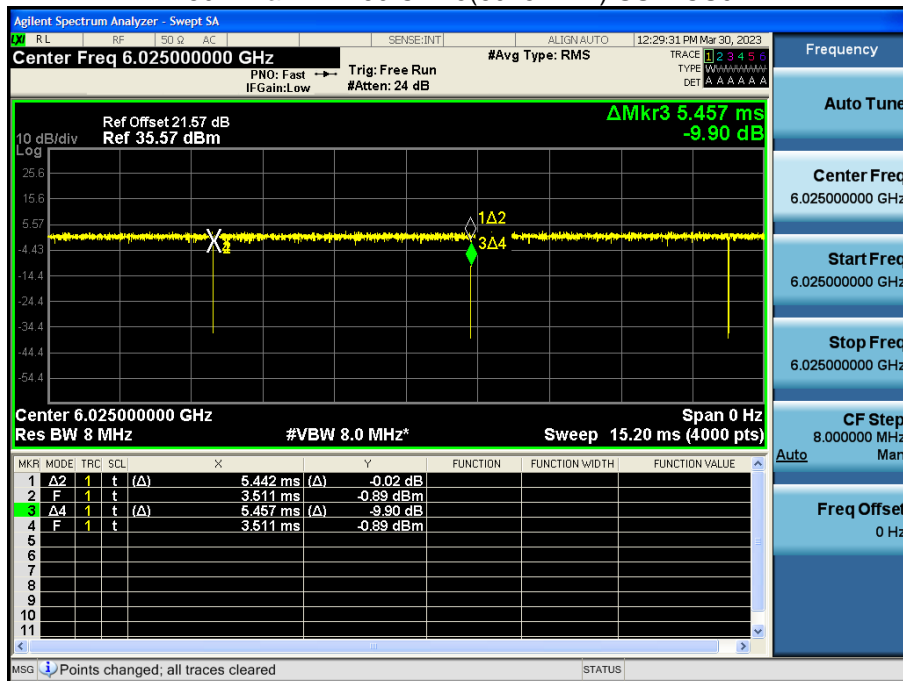 Agilent Spectrum Analyzer - Swept SA
LXI RL RF 50 Ω AC SENSE:INT ALIGN AUTO 12:29:31 PM Mar 30, 2023
Center Freq 6.025000000 GHz #Avg Type: RMS TRACE 1 2 3 4 5 6
PNO: Fast Trig: Free Run TYPE WWWWWW
IFGain:Low #Atten: 24 dB DET A A A A A A
Frequency
Auto Tune
Ref Offset 21.57 dB ΔMkr3 5.457 ms
10 dB/div Ref 35.57 dBm -9.90 dB
Log
25.6
15.6
5.57
-4.43
-14.4
-24.4
-34.4
-44.4
-54.4
1Δ2
3Δ4
Center Freq
6.025000000 GHz
Start Freq
6.025000000 GHz
Stop Freq
6.025000000 GHz
Center 6.025000000 GHz Span 0 Hz
Res BW 8 MHz #VBW 8.0 MHz* Sweep 15.20 ms (4000 pts)
CF Step
8.000000 MHz
Auto Man
Freq Offset
0 Hz
MKR MODE TRC SCL X Y FUNCTION FUNCTION WIDTH FUNCTION VALUE
1 Δ2 1 t (Δ) 5.442 ms (Δ) -0.02 dB
2 F 1 t 3.511 ms -0.89 dBm
3 Δ4 1 t (Δ) 5.457 ms (Δ) -9.90 dB
4 F 1 t 3.511 ms -0.89 dBm
5
6
7
8
9
10
11
MSG Points changed; all traces cleared STATUS